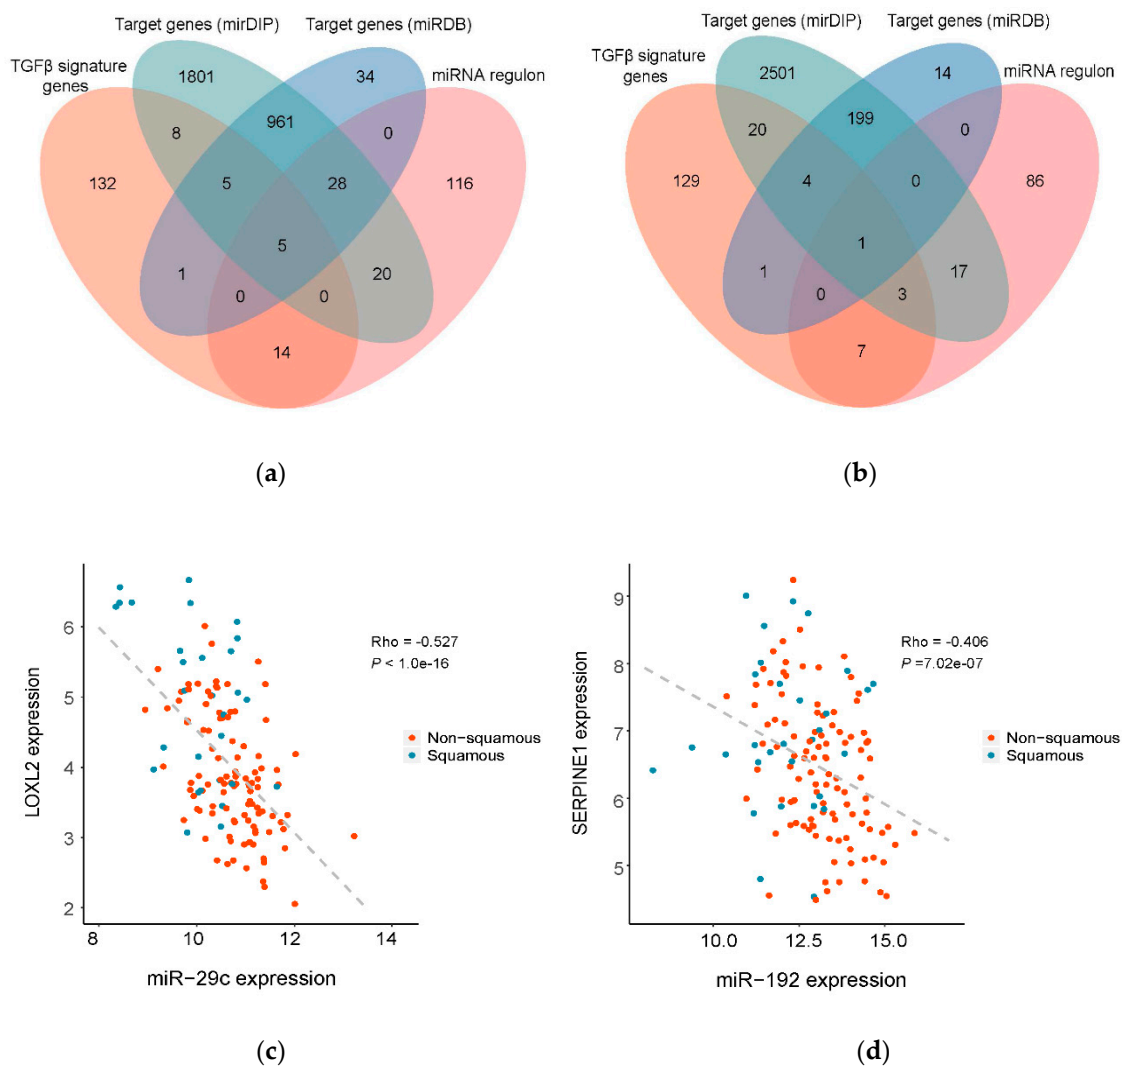 Target genes (mirDIP) Target genes (miRDB)
TGFβ signature
genes
1801
34
miRNA regulon
8
961
0
132
5
28
116
5
1
20
0
0
14
(a)
Target genes (mirDIP) Target genes (miRDB)
TGFβ signature
genes
2501
14
miRNA regulon
20
199
0
129
4
0
86
1
1
17
0
3
7
(b)
LOXL2 expression
6
5
4
3
2
8 10 12 14
miR−29c expression
Rho = -0.527
P < 1.0e-16
Non−squamous
Squamous
(c)
SERPINE1 expression
9
8
7
6
5
10.0 12.5 15.0
miR−192 expression
Rho = -0.406
P =7.02e-07
Non−squamous
Squamous
(d)